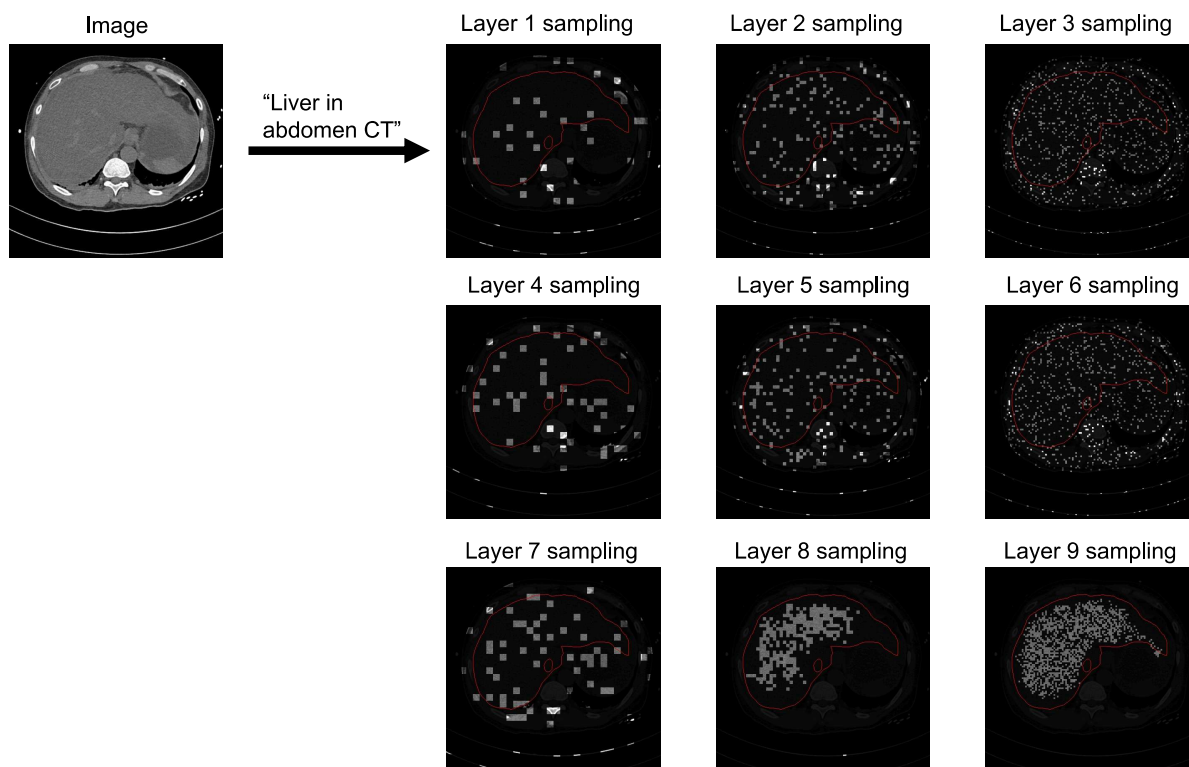 Image
Layer 1 sampling
Layer 2 sampling
Layer 3 sampling
“Liver in
abdomen CT”
Layer 4 sampling
Layer 5 sampling
Layer 6 sampling
Layer 7 sampling
Layer 8 sampling
Layer 9 sampling